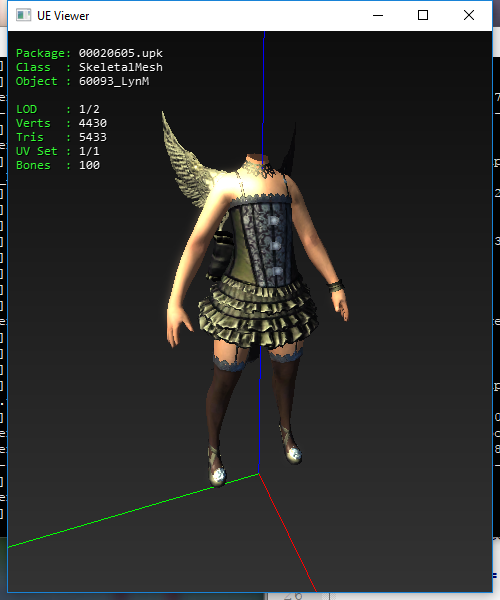 UE Viewer
Package: 00020605.upk
Class : SkeletalMesh
Object : 60093_LynM
LOD : 1/2
Verts : 4430
Tris : 5433
UV Set : 1/1
Bones : 100
26